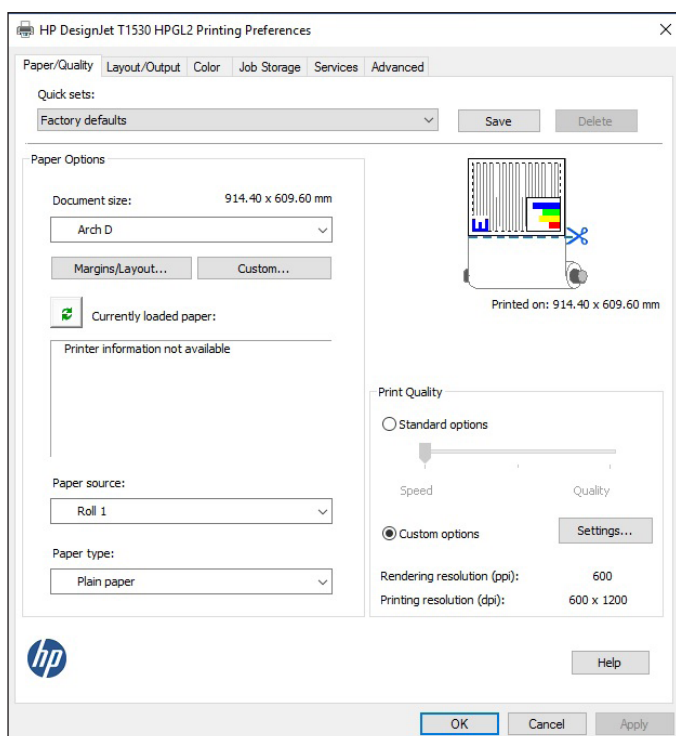 HP DesignJet T1530 HPGL2 Printing Preferences
Paper/Quality Layout/Output Color Job Storage Services Advanced
Quick sets:
Factory defaults
Save
Delete
Paper Options
Document size: 914.40 x 609.60 mm
Arch D
Margins/Layout...
Custom...
Currently loaded paper:
Printer information not available
Paper source:
Roll 1
Paper type:
Plain paper
E
Printed on: 914.40 x 609.60 mm
Print Quality
Standard options
Speed Quality
Custom options
Settings...
Rendering resolution (ppi): 600
Printing resolution (dpi): 600 x 1200
hp
Help
OK
Cancel
Apply